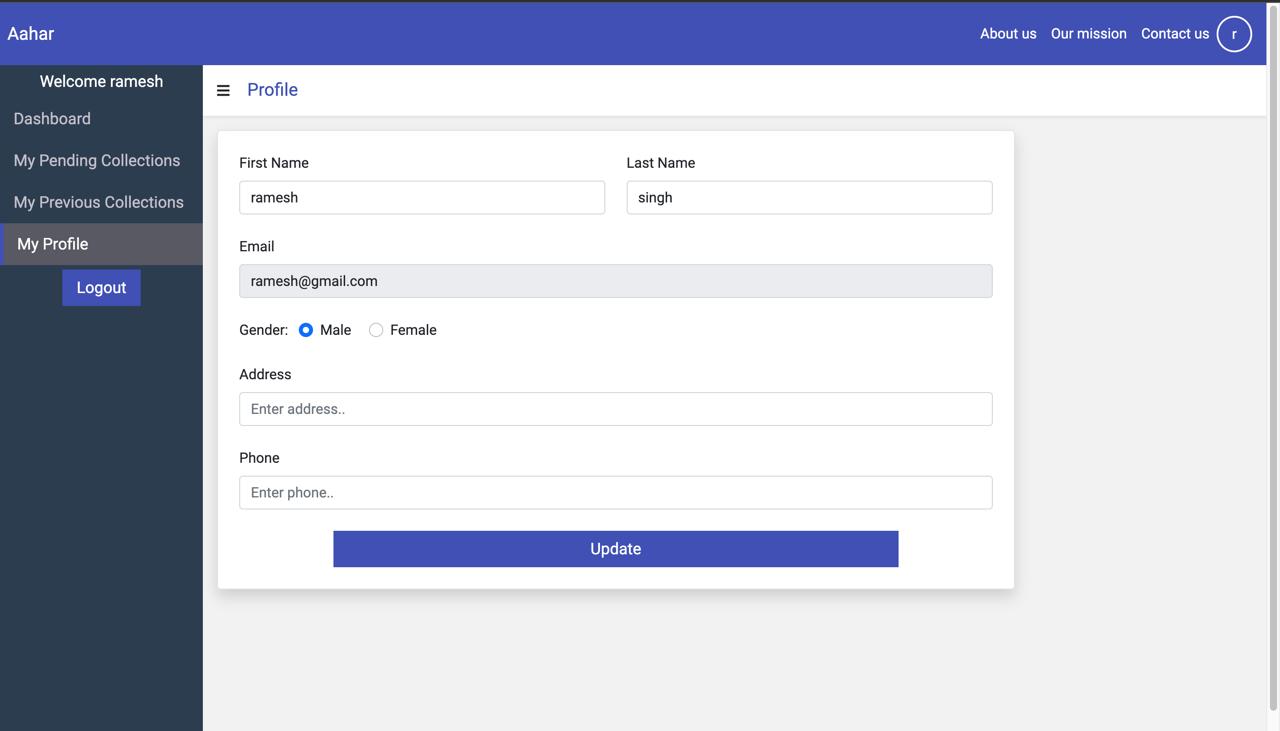 Aahar
About us Our mission Contact us r
Welcome ramesh
Dashboard
My Pending Collections
My Previous Collections
My Profile
Logout
Profile
First Name Last Name
ramesh singh
Email
ramesh@gmail.com
Gender: Male Female
Address
Enter address..
Phone
Enter phone..
Update